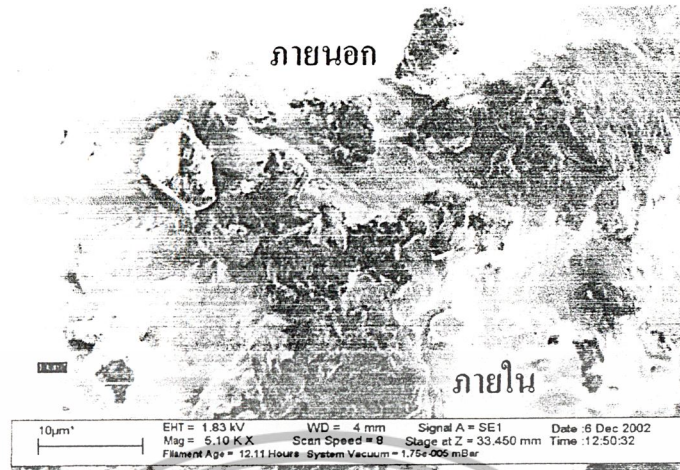 ภายนอก
ภายใน
10µm*
EHT = 1.83 kV WD = 4 mm Signal A = SE1 Date :6 Dec 2002
Mag = 5.10 K X Scan Speed = 8 Stage at Z = 33.450 mm Time :12:50:32
Filament Age = 12.11 Hours System Vacuum = 1.75e-005 mBar